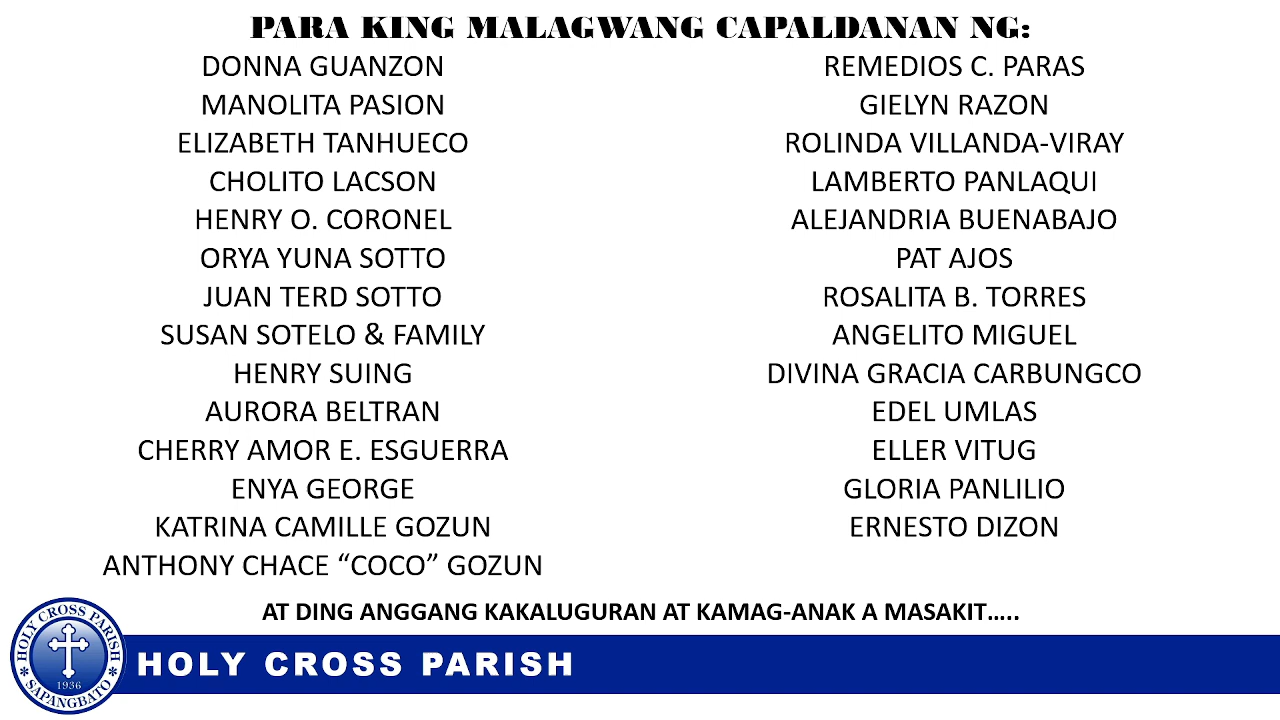 PARA KING MALAGWANG CAPALDANAN NG:
DONNA GUANZON
MANOLITA PASION
ELIZABETH TANHUECO
CHOLITO LACSON
HENRY O. CORONEL
ORYA YUNA SOTTO
JUAN TERD SOTTO
SUSAN SOTELO & FAMILY
HENRY SUING
AURORA BELTRAN
CHERRY AMOR E. ESGUERRA
ENYA GEORGE
KATRINA CAMILLE GOZUN
ANTHONY CHACE “COCO” GOZUN
REMEDIOS C. PARAS
GIELYN RAZON
ROLINDA VILLANDA-VIRAY
LAMBERTO PANLAQUI
ALEJANDRIA BUENABAJO
PAT AJOS
ROSALITA B. TORRES
ANGELITO MIGUEL
DIVINA GRACIA CARBUNGCO
EDEL UMLAS
ELLER VITUG
GLORIA PANLILIO
ERNESTO DIZON
AT DING ANGGANG KAKALUGURAN AT KAMAG-ANAK A MASAKIT…..
HOLY CROSS PARISH
SAPANGBATO
1936
HOLY CROSS PARISH